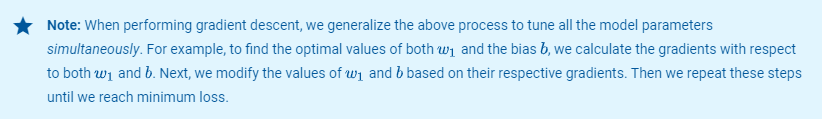 Note: When performing gradient descent, we generalize the above process to tune all the model parameters
simultaneously. For example, to find the optimal values of both w₁ and the bias b, we calculate the gradients with respect
to both w₁ and b. Next, we modify the values of w₁ and b based on their respective gradients. Then we repeat these steps
until we reach minimum loss.